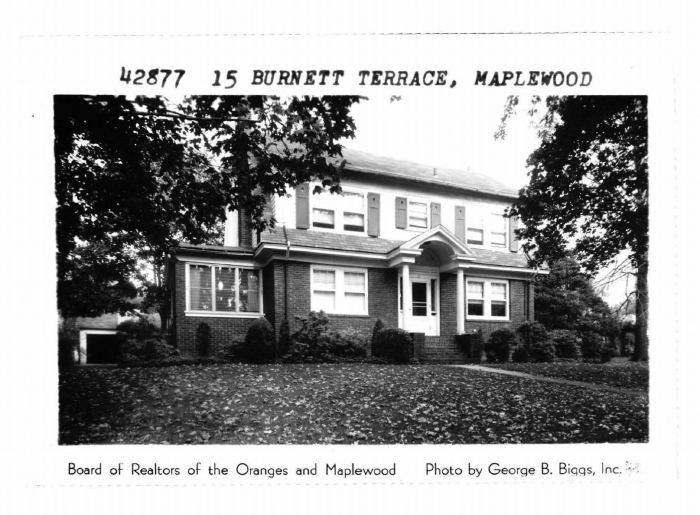 42877 15 BURNETT TERRACE, MAPLEWOOD
Board of Realtors of the Oranges and Maplewood Photo by George B. Biggs, Inc.